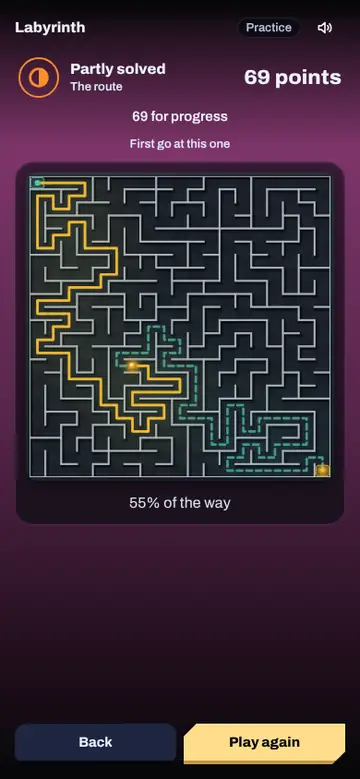 Labyrinth
Practice
Partly solved
The route
69 points
69 for progress
First go at this one
55% of the way
Back
Play again